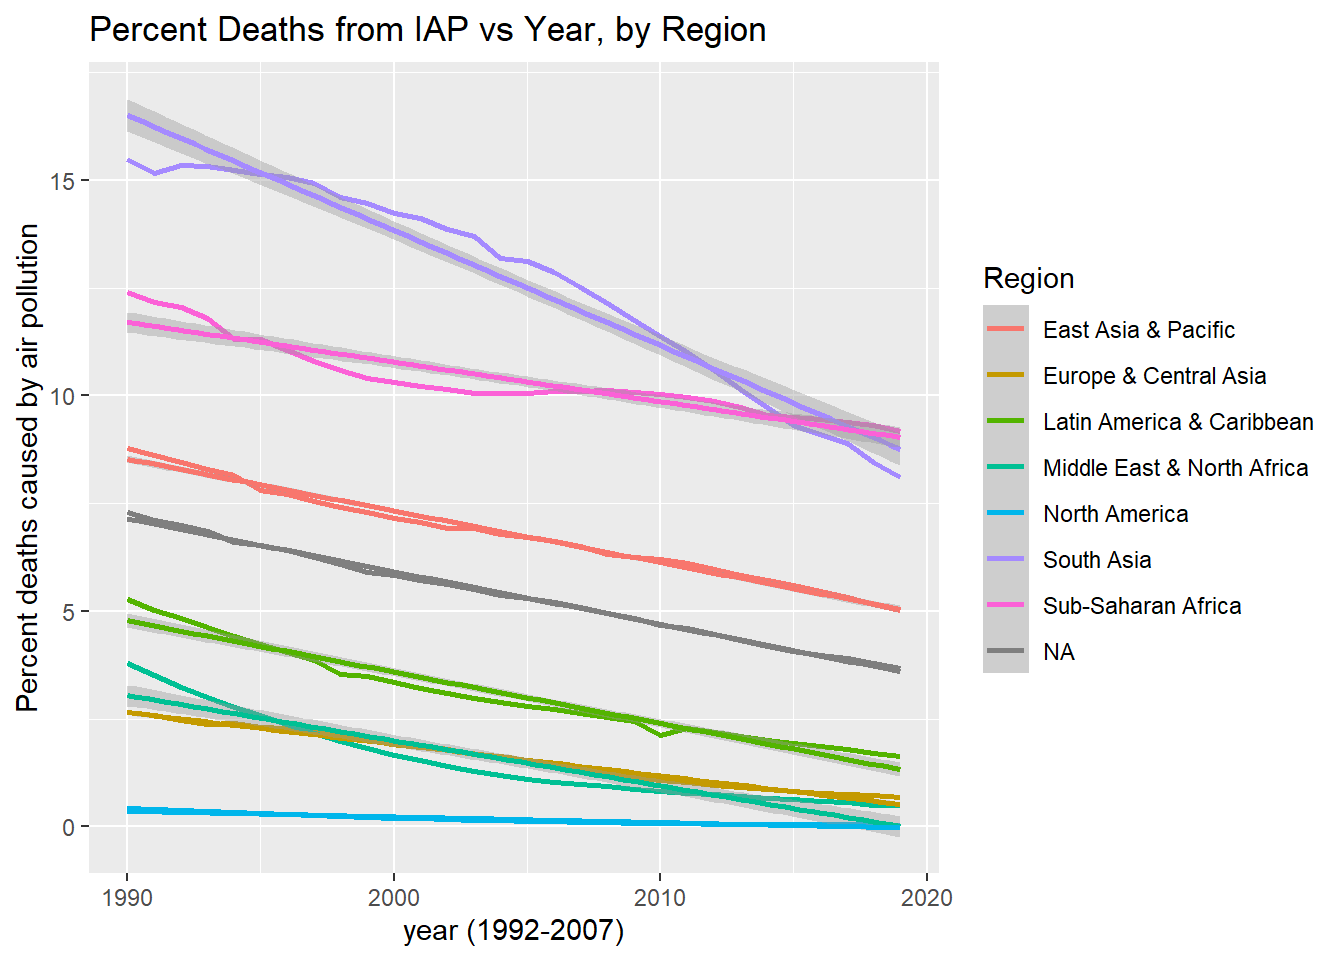 Percent Deaths from IAP vs Year, by Region
Percent deaths caused by air pollution
15
10
5
0
1990
2000
2010
2020
year (1992-2007)
Region
East Asia & Pacific
Europe & Central Asia
Latin America & Caribbean
Middle East & North Africa
North America
South Asia
Sub-Saharan Africa
NA